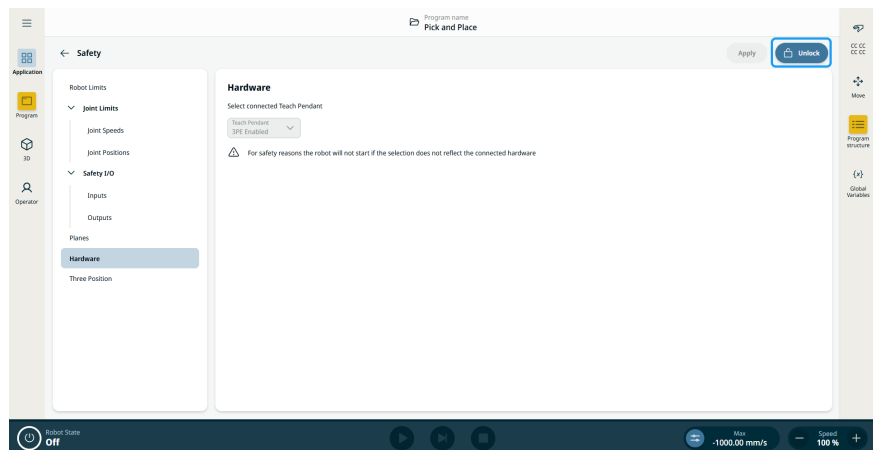 Program name
Pick and Place
Safety
Apply
Unlock
Application
Program
3D
Operator
Robot Limits
Joint Limits
Joint Speeds
Joint Positions
Safety I/O
Inputs
Outputs
Planes
Hardware
Three Position
Hardware
Select connected Teach Pendant
Teach Pendant
3PE Enabled
For safety reasons the robot will not start if the selection does not reflect the connected hardware
CC CC
CC CC
Move
Program
structure
{x}
Global
Variables
Robot State
Off
Max
-1000.00 mm/s
Speed
100 %